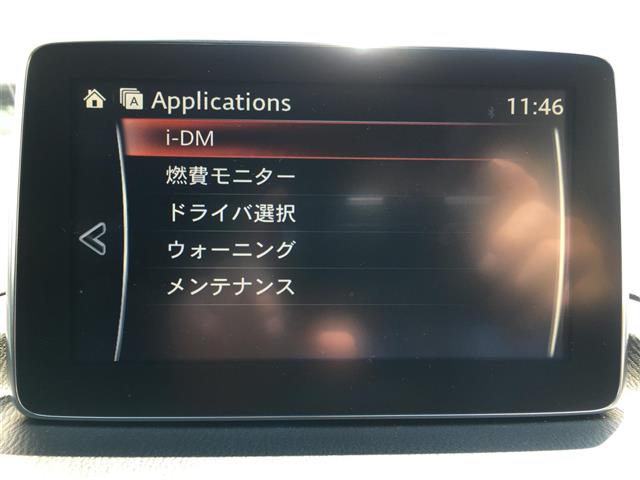 Applications 11:46
i-DM
燃費モニター
ドライバ選択
ウォーニング
メンテナンス